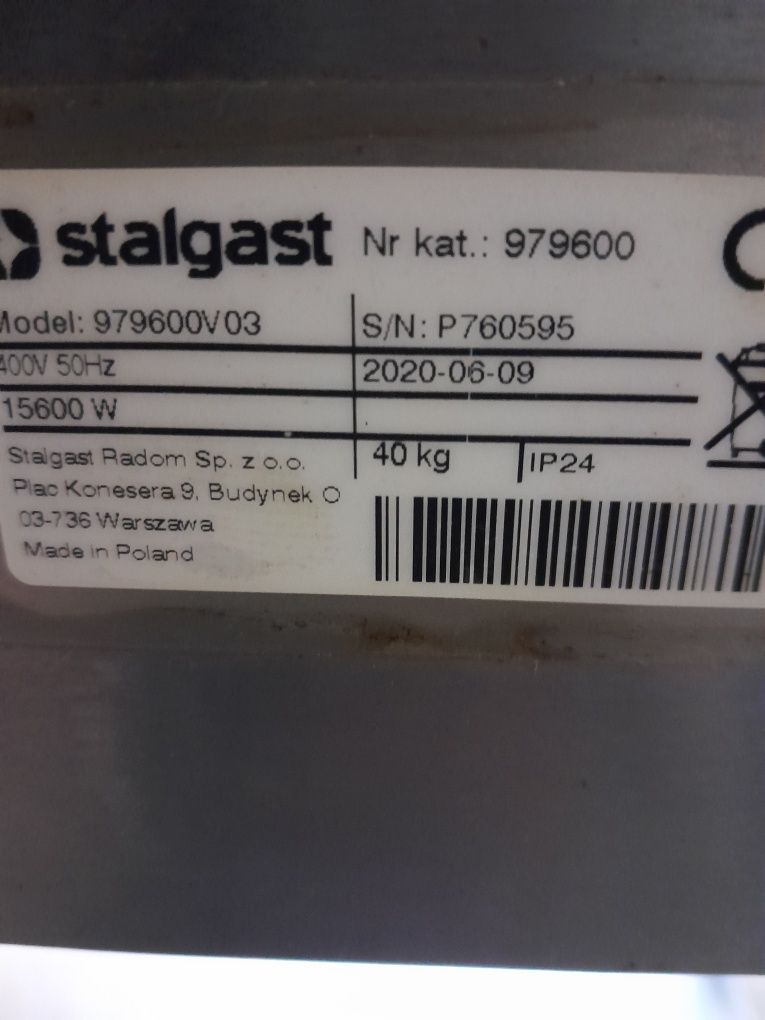 stalgast
Nr kat.: 979600
Model: 979600V03
S/N: P760595
400V 50Hz
2020-06-09
15600 W
40 kg
IP24
Stalgast Radom Sp. z o.o.
Plac Konesera 9, Budynek O
03-736 Warszawa
Made in Poland